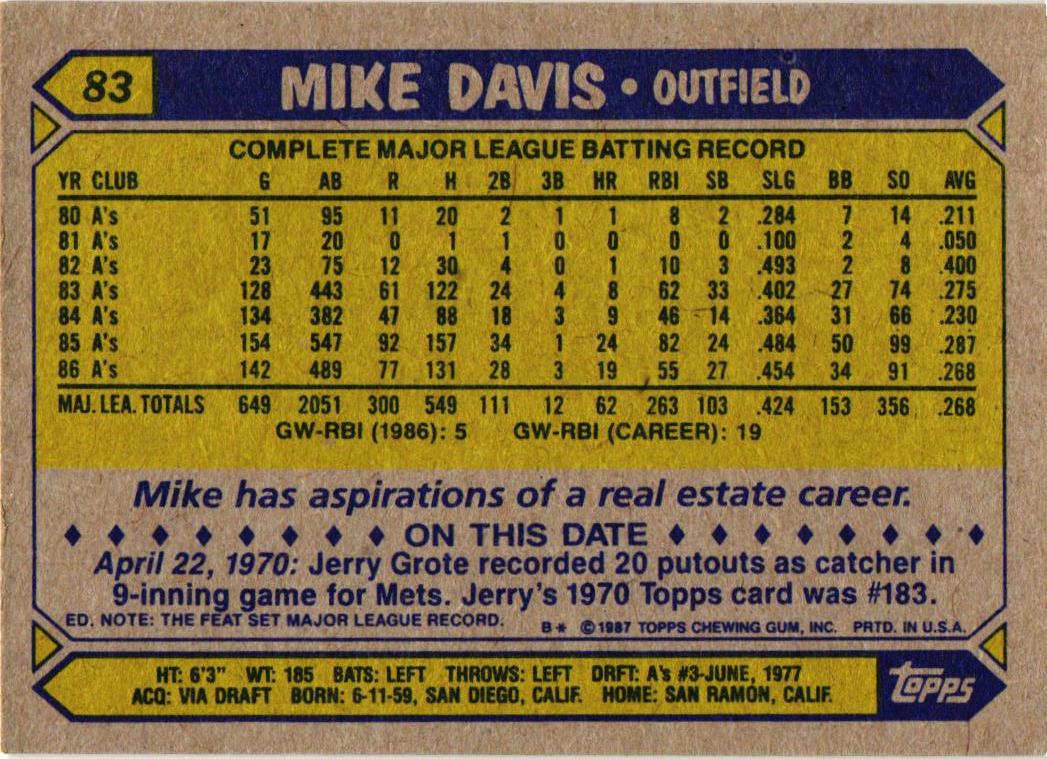 83 MIKE DAVIS • OUTFIELD
COMPLETE MAJOR LEAGUE BATTING RECORD
YR CLUB G AB R H 2B 3B HR RBI SB SLG BB SO AVG
80 A's 51 95 11 20 2 1 1 8 2 .284 7 14 .211
81 A's 17 20 0 1 1 0 0 0 0 .100 2 4 .050
82 A's 23 75 12 30 4 0 1 10 3 .493 2 8 .400
83 A's 128 443 61 122 24 4 8 62 33 .402 27 74 .275
84 A's 134 382 47 88 18 3 9 46 14 .364 31 66 .230
85 A's 154 547 92 157 34 1 24 82 24 .484 50 99 .287
86 A's 142 489 77 131 28 3 19 55 27 .454 34 91 .268
MAJ. LEA. TOTALS 649 2051 300 549 111 12 62 263 103 .424 153 356 .268
GW-RBI (1986): 5 GW-RBI (CAREER): 19
Mike has aspirations of a real estate career.
ON THIS DATE
April 22, 1970: Jerry Grote recorded 20 putouts as catcher in
9-inning game for Mets. Jerry's 1970 Topps card was #183.
ED. NOTE: THE FEAT SET MAJOR LEAGUE RECORD. B* ©1987 TOPPS CHEWING GUM, INC. PRTD. IN U.S.A.
HT: 6'3" WT: 185 BATS: LEFT THROWS: LEFT DRFT: A's #3-JUNE, 1977
ACQ: VIA DRAFT BORN: 6-11-59, SAN DIEGO, CALIF. HOME: SAN RAMON, CALIF.
topps